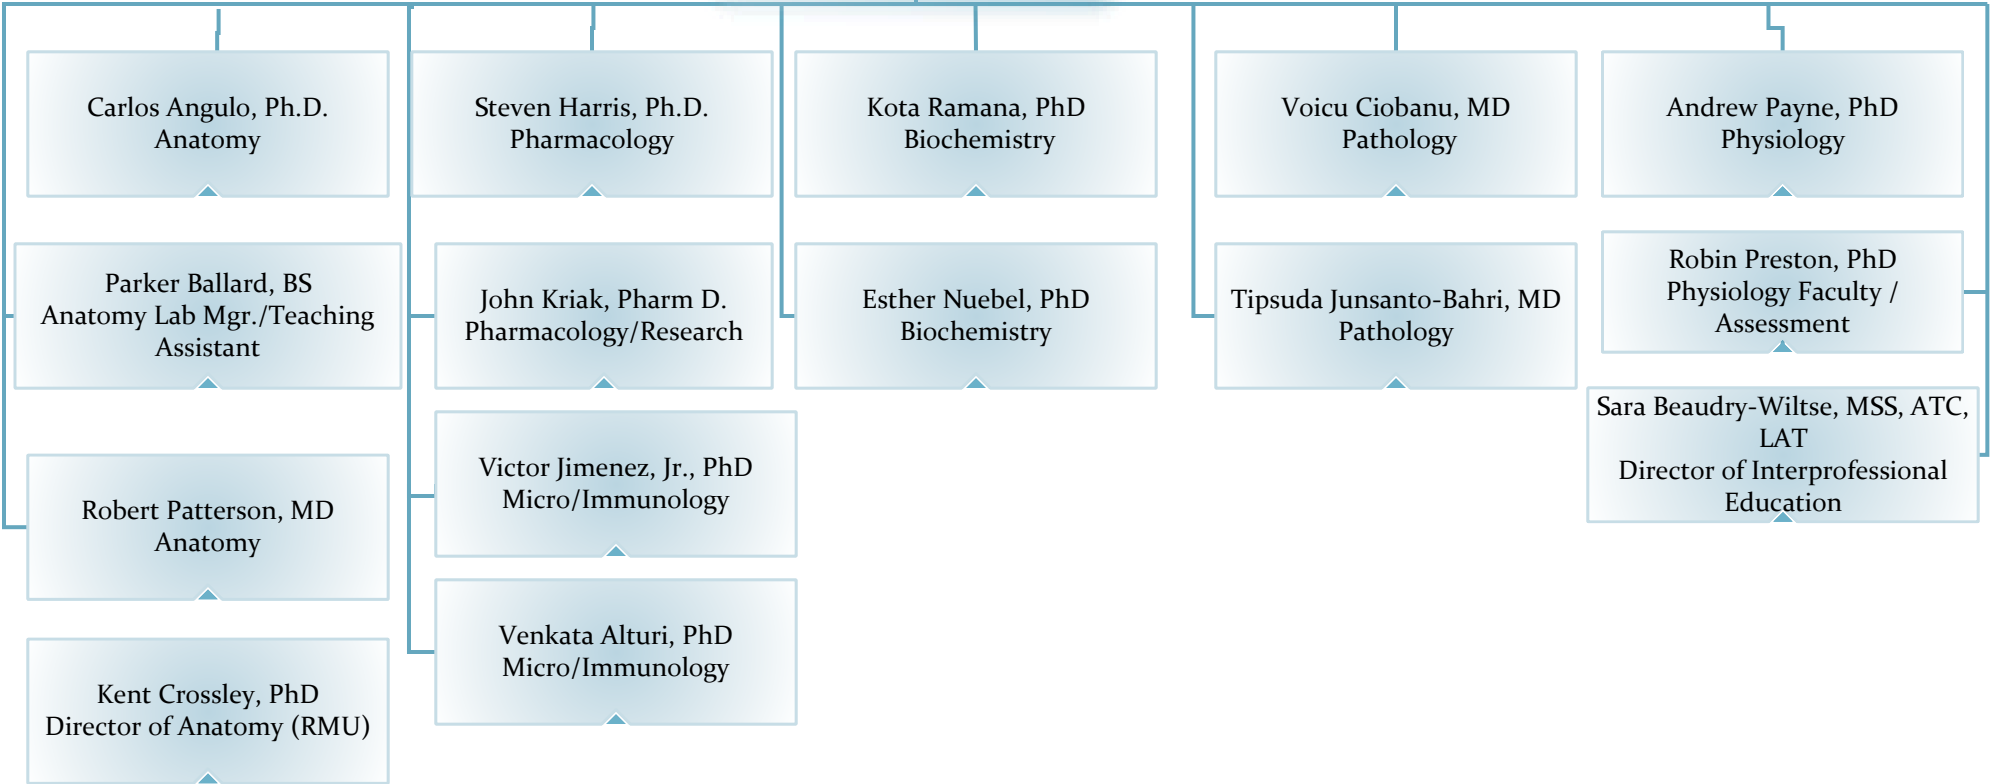 Carlos Angulo, Ph.D.
Anatomy
Steven Harris, Ph.D.
Pharmacology
Kota Ramana, PhD
Biochemistry
Voicu Ciobanu, MD
Pathology
Andrew Payne, PhD
Physiology
Parker Ballard, BS
Anatomy Lab Mgr./Teaching
Assistant
John Kriak, Pharm D.
Pharmacology/Research
Esther Nuebel, PhD
Biochemistry
Tipsuda Junsanto-Bahri, MD
Pathology
Robin Preston, PhD
Physiology Faculty /
Assessment
Sara Beaudry-Wiltse, MSS, ATC,
LAT
Director of Interprofessional
Education
Robert Patterson, MD
Anatomy
Victor Jimenez, Jr., PhD
Micro/Immunology
Venkata Alturi, PhD
Micro/Immunology
Kent Crossley, PhD
Director of Anatomy (RMU)